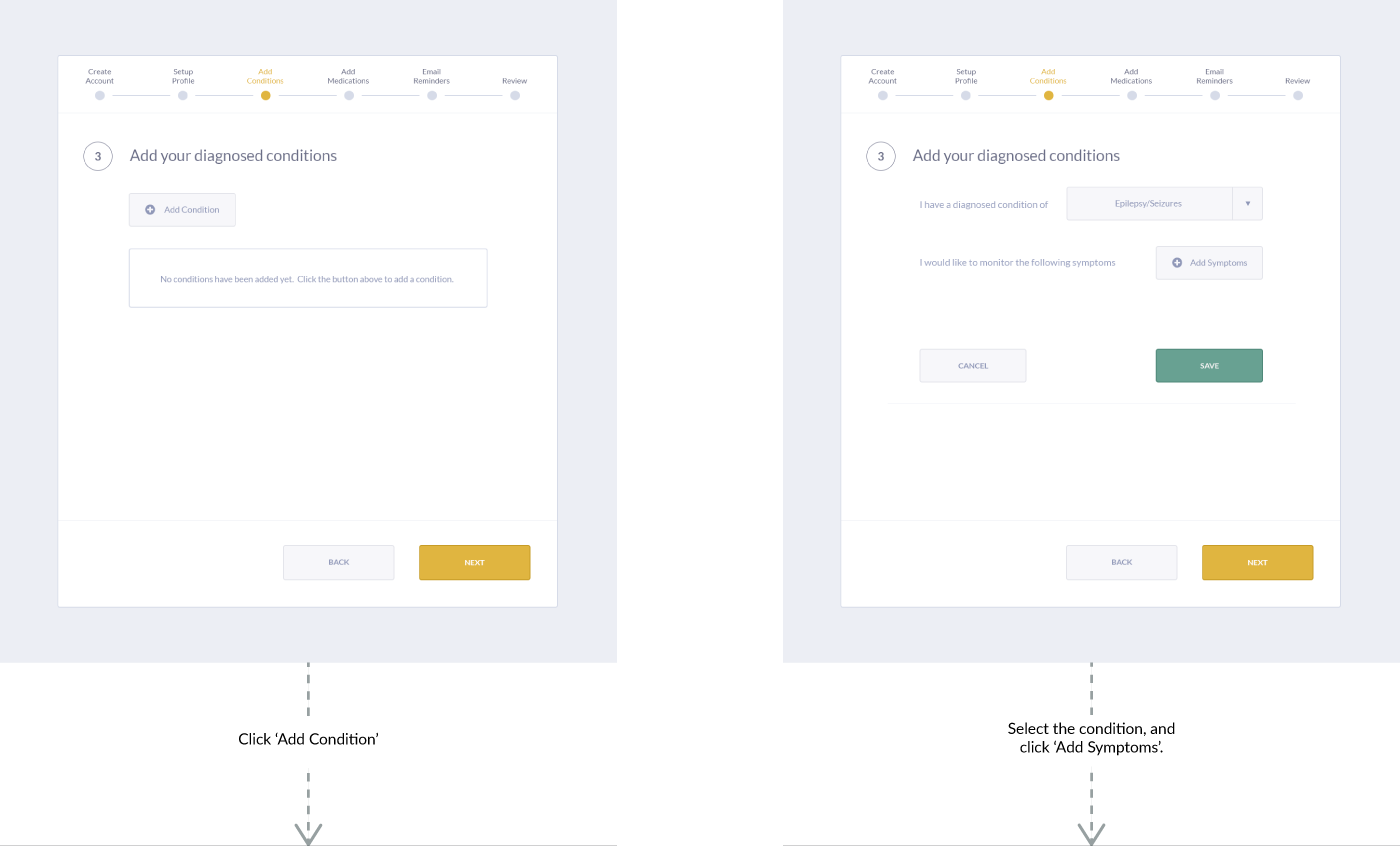 Create
Account
Setup
Profile
Add
Conditions
Add
Medications
Email
Reminders
Review
3
Add your diagnosed conditions
Add Condition
No conditions have been added yet. Click the button above to add a condition.
BACK
NEXT
Click ‘Add Condition’
Create
Account
Setup
Profile
Add
Conditions
Add
Medications
Email
Reminders
Review
3
Add your diagnosed conditions
I have a diagnosed condition of
Epilepsy/Seizures
I would like to monitor the following symptoms
Add Symptoms
CANCEL
SAVE
BACK
NEXT
Select the condition, and
click ‘Add Symptoms’.